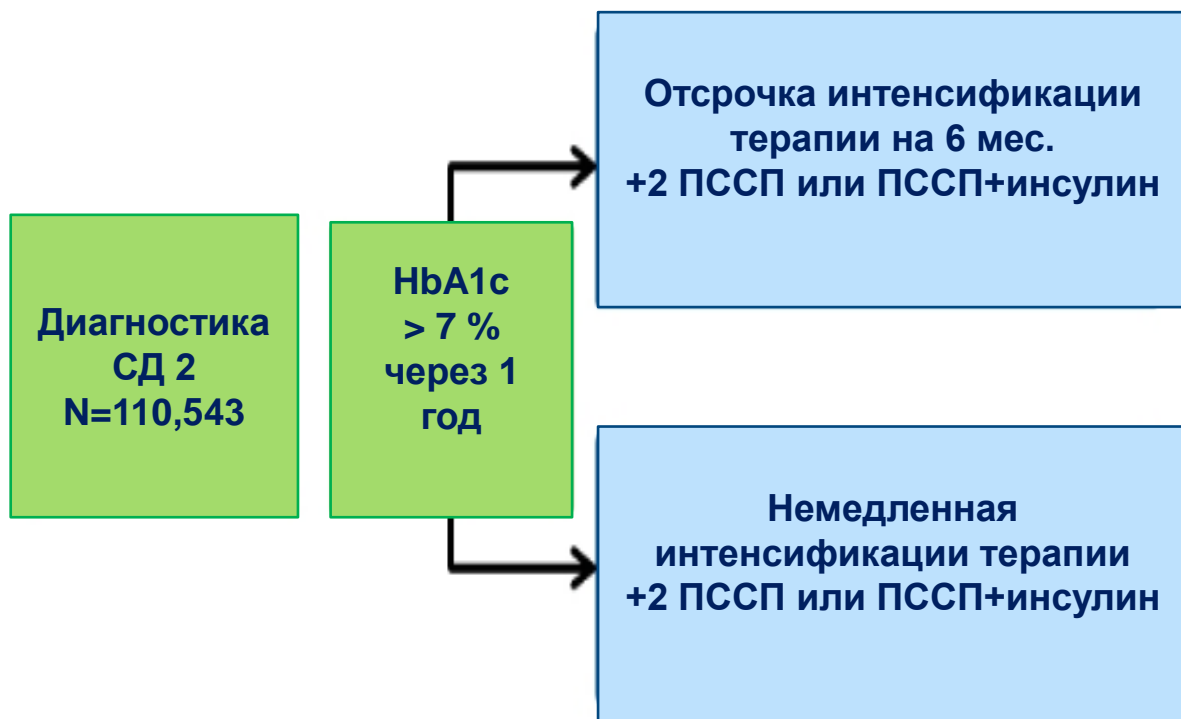 Диагностика
СД 2
N=110,543
HbA1c
> 7 %
через 1
год
Отсрочка интенсификации
терапии на 6 мес.
+2 ПССП или ПССП+инсулин
Немедленная
интенсификации терапии
+2 ПССП или ПССП+инсулин